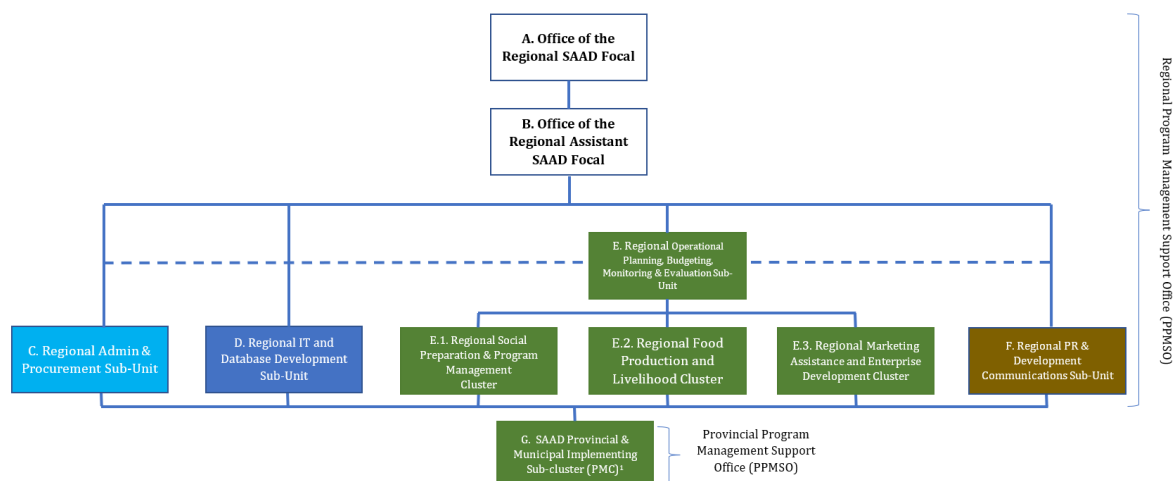 A. Office of the
Regional SAAD Focal
B. Office of the
Regional Assistant
SAAD Focal
E. Regional Operational
Planning, Budgeting,
Monitoring & Evaluation Sub-
Unit
C. Regional Admin &
Procurement Sub-Unit
D. Regional IT and
Database Development
Sub-Unit
E.1. Regional Social
Preparation & Program
Management
Cluster
E.2. Regional Food
Production and
Livelihood Cluster
E.3. Regional Marketing
Assistance and Enterprise
Development Cluster
F. Regional PR &
Development
Communications Sub-Unit
G. SAAD Provincial &
Municipal Implementing
Sub-cluster (PMC)¹
Provincial Program
Management Support
Office (PPMSO)
Regional Program Management Support Office (PPMSO)